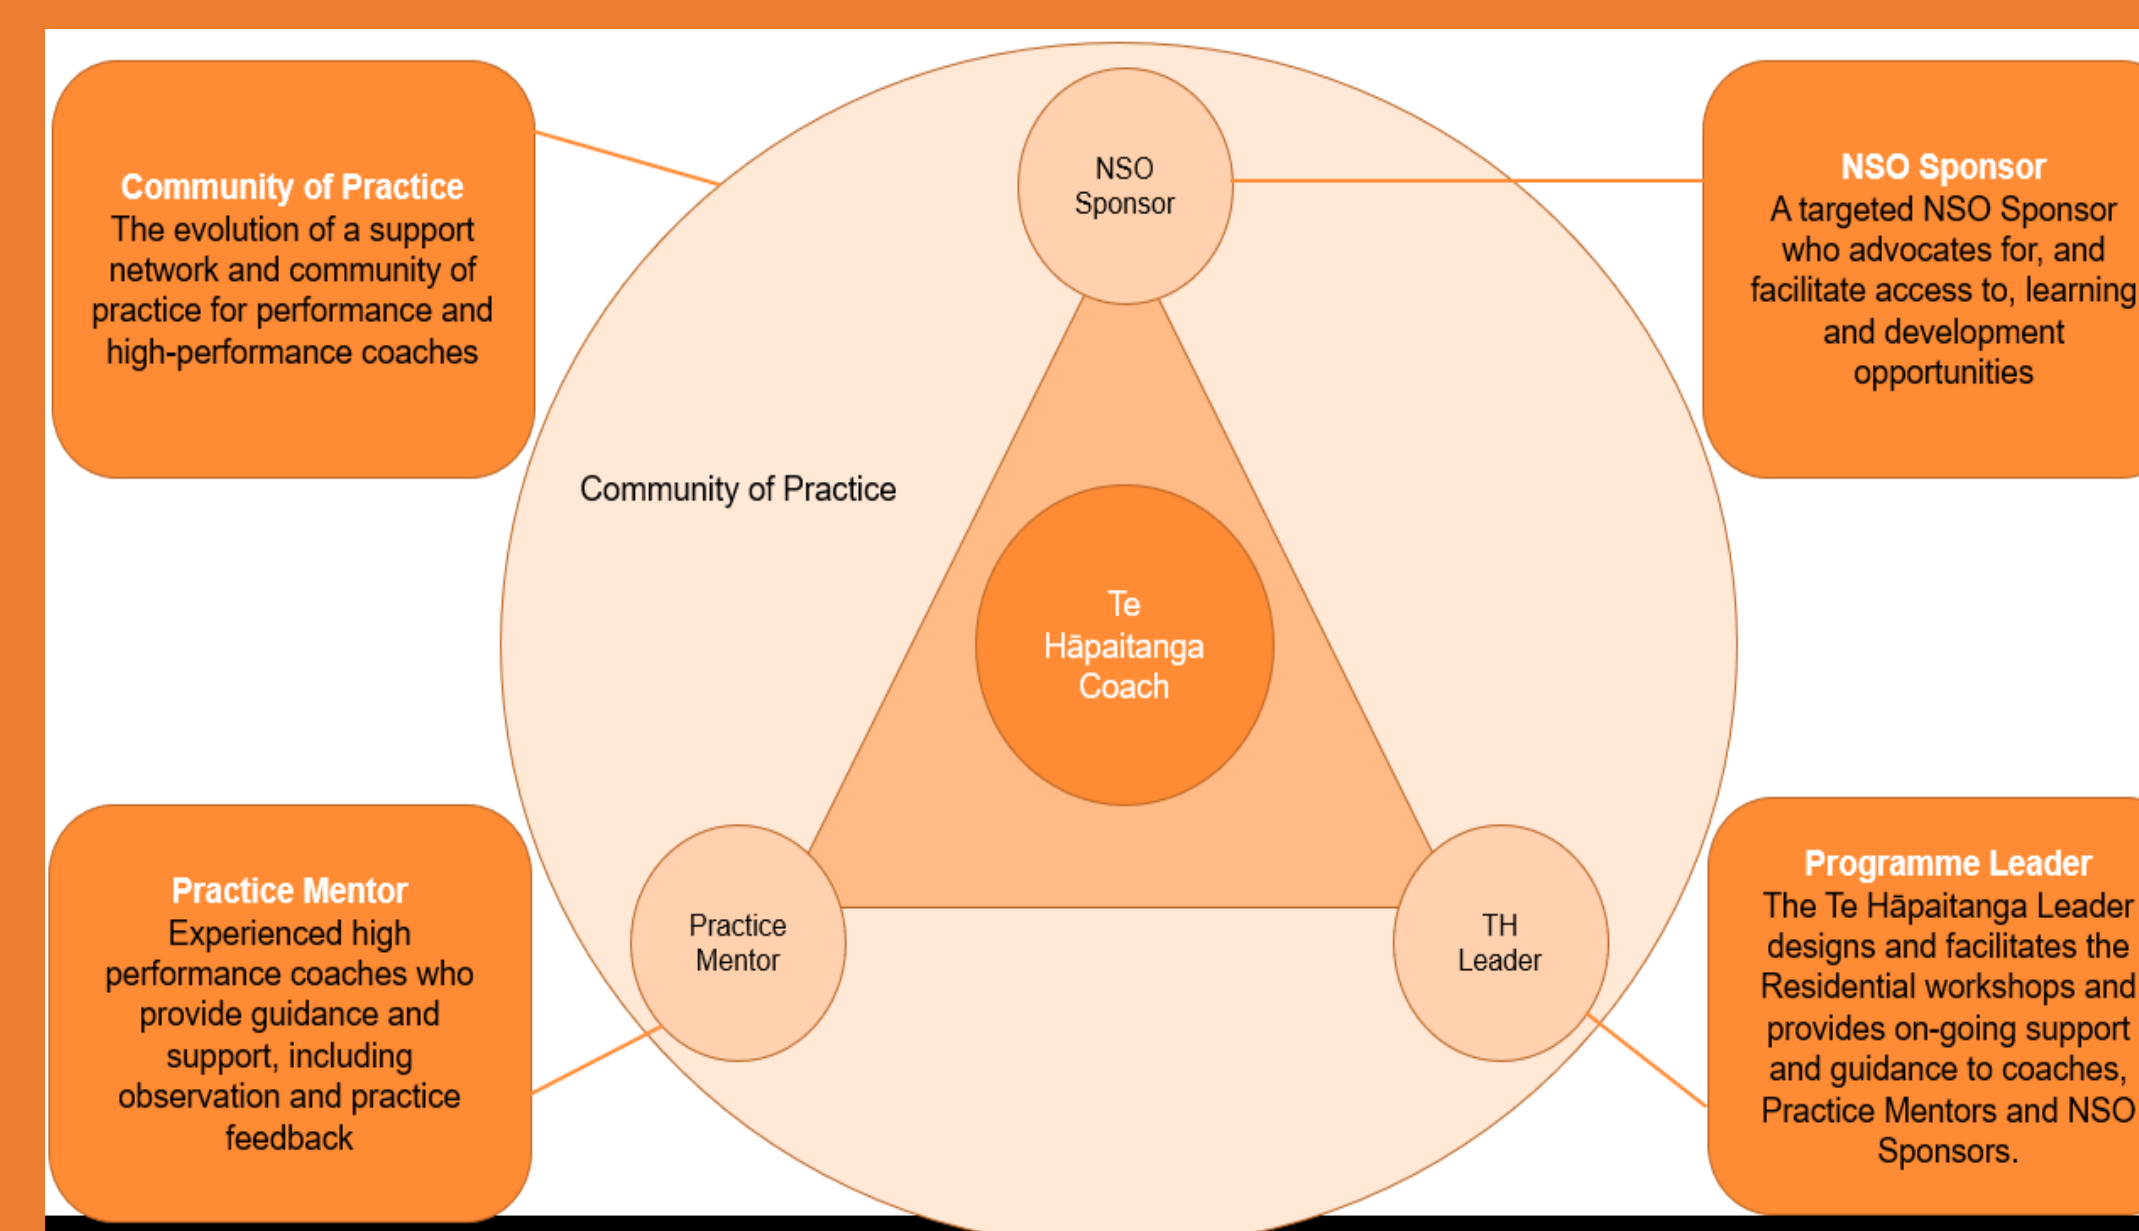 Community of Practice
The evolution of a support
network and community of
practice for performance and
high-performance coaches
NSO
Sponsor
NSO Sponsor
A targeted NSO Sponsor
who advocates for, and
facilitate access to, learning
and development
opportunities
Community of Practice
Te
Hāpaitanga
Coach
Practice Mentor
Experienced high
performance coaches who
provide guidance and
support, including
observation and practice
feedback
Practice
Mentor
TH
Leader
Programme Leader
The Te Hāpaitanga Leader
designs and facilitates the
Residential workshops and
provides on-going support
and guidance to coaches,
Practice Mentors and NSO
Sponsors.